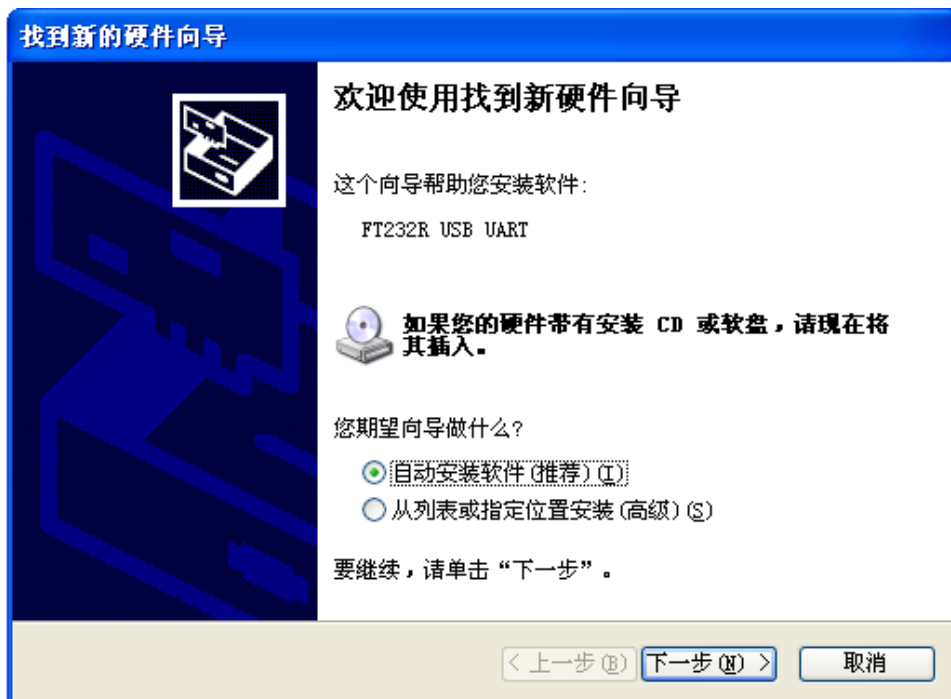 找到新的硬件向导
欢迎使用找到新硬件向导
这个向导帮助您安装软件:
FT232R USB UART
如果您的硬件带有安装 CD 或软盘，请现在将
其插入。
您期望向导做什么?
自动安装软件(推荐)(I)
从列表或指定位置安装(高级)(S)
要继续，请单击“下一步”。
< 上一步(B)
下一步(N) >
取消